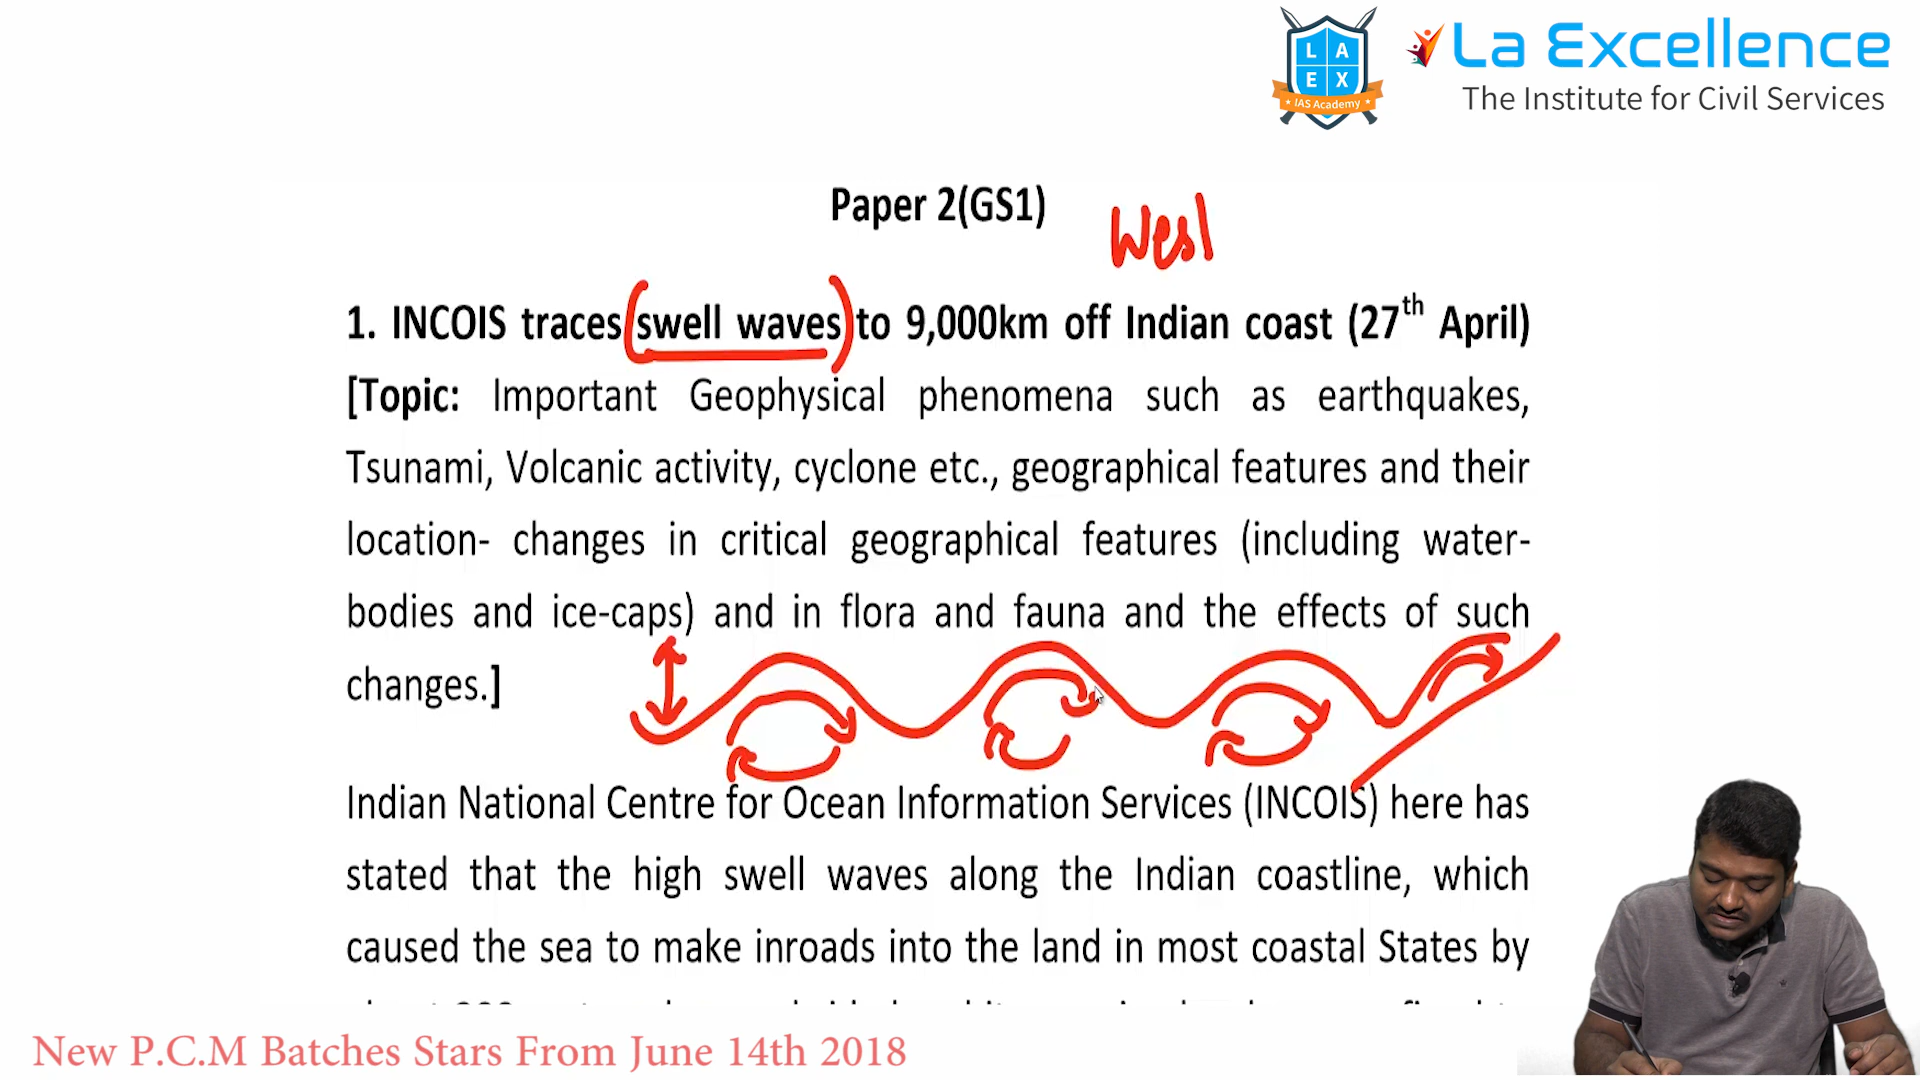 L A
E X
IAS Academy
La Excellence
The Institute for Civil Services
Paper 2(GS1)
West
1. INCOIS traces swell waves to 9,000km off Indian coast (27th April)
[Topic: Important Geophysical phenomena such as earthquakes,
Tsunami, Volcanic activity, cyclone etc., geographical features and their
location- changes in critical geographical features (including water-
bodies and ice-caps) and in flora and fauna and the effects of such
changes.]
Indian National Centre for Ocean Information Services (INCOIS) here has
stated that the high swell waves along the Indian coastline, which
caused the sea to make inroads into the land in most coastal States by
New P.C.M Batches Stars From June 14th 2018